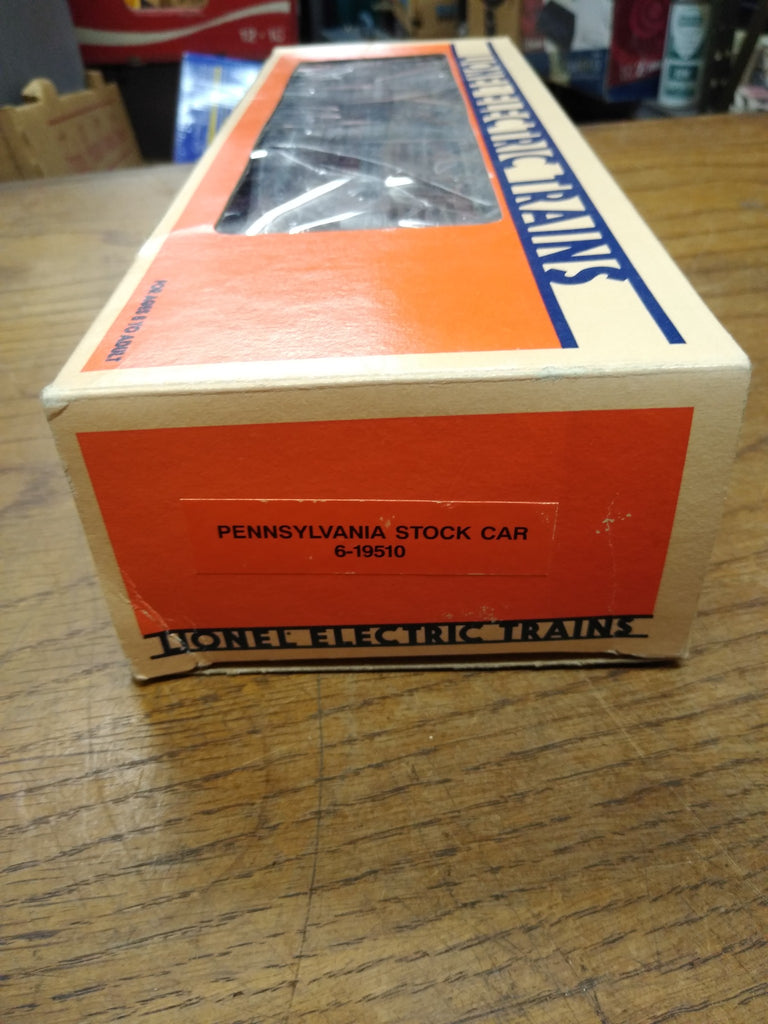 LIONEL ELECTRIC TRAINS
FOR AGES 8 TO ADULT
PENNSYLVANIA STOCK CAR
6-19510
LIONEL ELECTRIC TRAINS